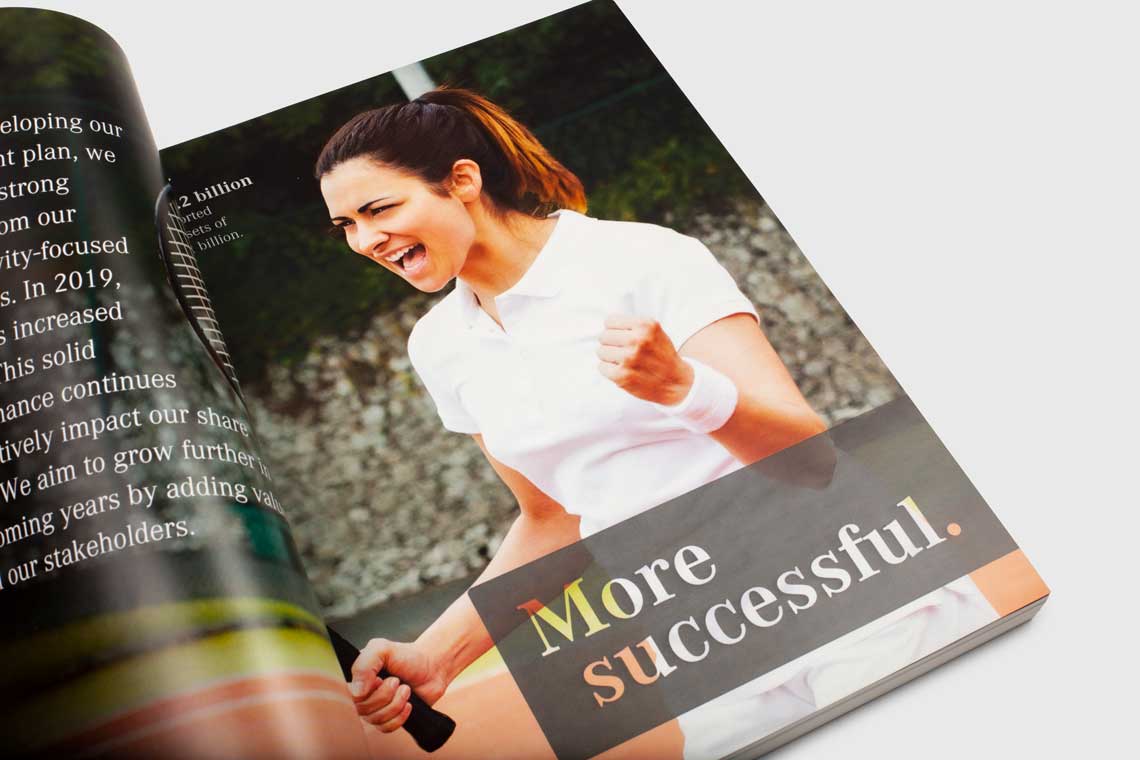 eloping our
nt plan, we
strong
om our
vity-focused
s. In 2019,
s increased
This solid
nance continues
tively impact our share
We aim to grow further in
oming years by adding valu
our stakeholders.
.2 billion
orted
sets of
billion.
More
successful.